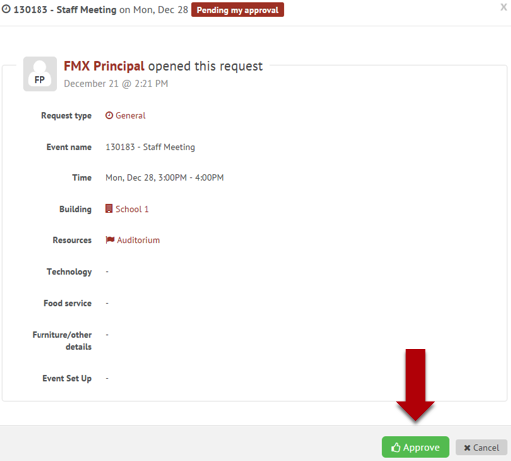 130183 - Staff Meeting on Mon, Dec 28 Pending my approval x
FP
FMX Principal opened this request
December 21 @ 2:21 PM
Request type General
Event name 130183 - Staff Meeting
Time Mon, Dec 28, 3:00PM - 4:00PM
Building School 1
Resources Auditorium
Technology -
Food service -
Furniture/other
details -
Event Set Up -
Approve Cancel